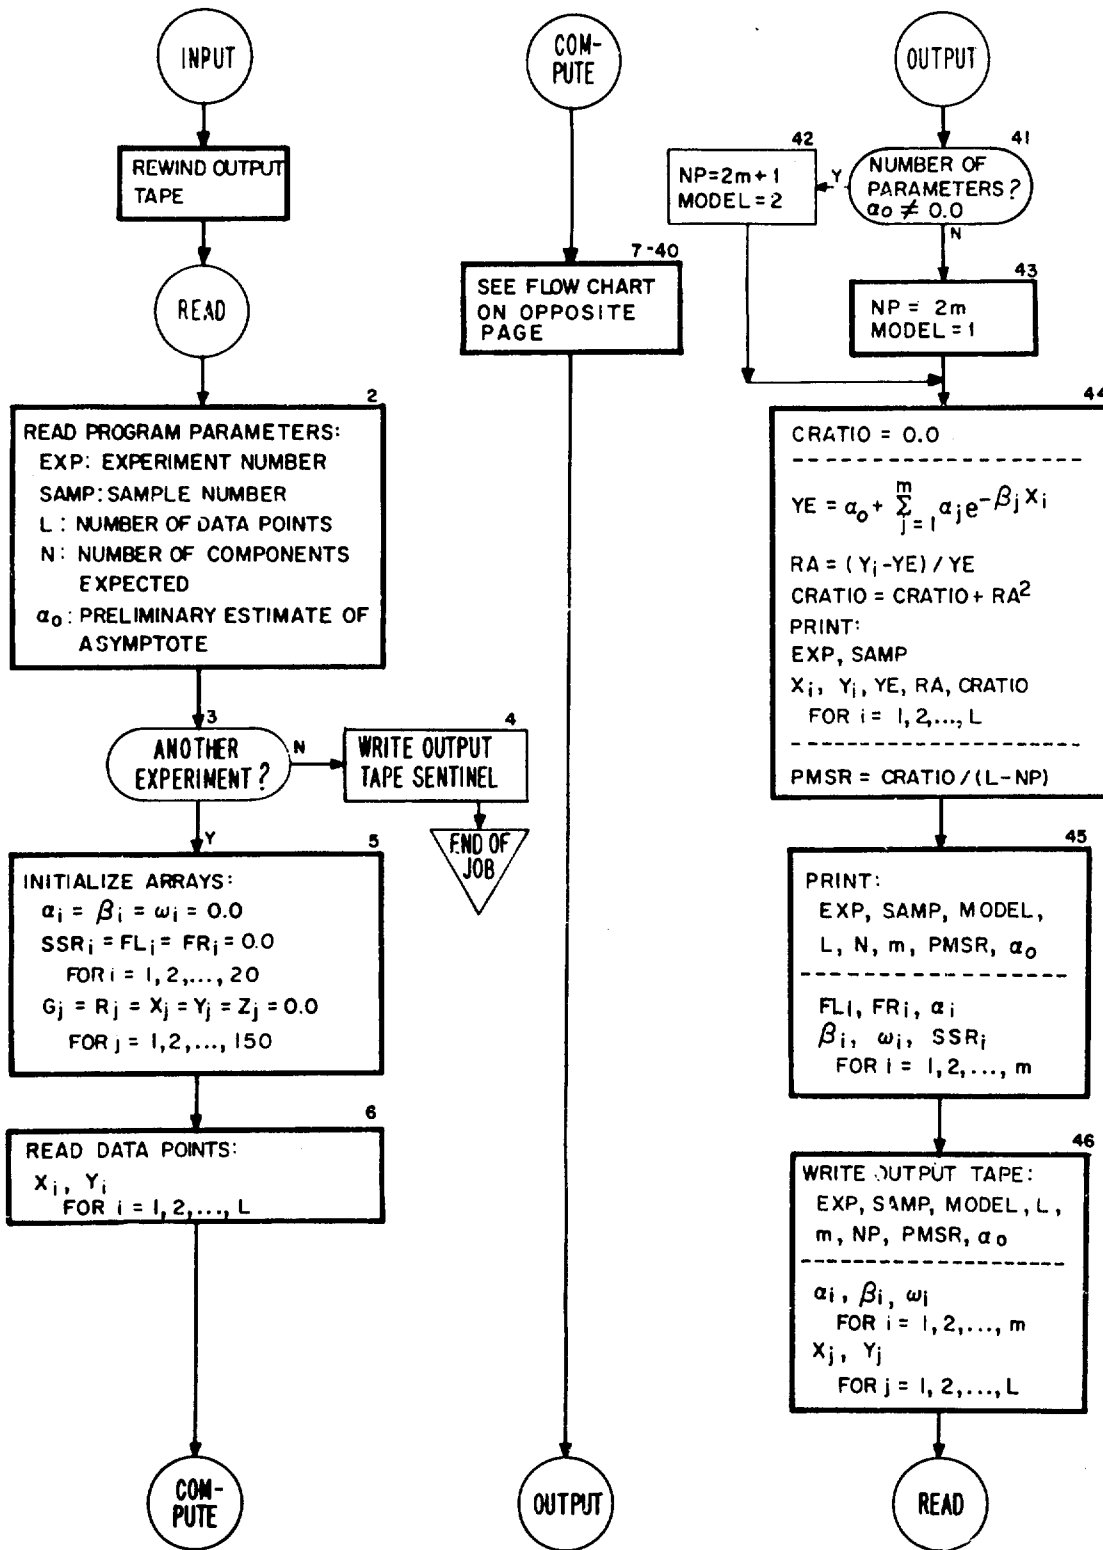 INPUT
REWIND OUTPUT
TAPE
READ
2
READ PROGRAM PARAMETERS:
EXP: EXPERIMENT NUMBER
SAMP: SAMPLE NUMBER
L: NUMBER OF DATA POINTS
N: NUMBER OF COMPONENTS
EXPECTED
α₀: PRELIMINARY ESTIMATE OF
ASYMPTOTE
3
ANOTHER
EXPERIMENT?
N
Y
4
WRITE OUTPUT
TAPE SENTINEL
END OF
JOB
5
INITIALIZE ARRAYS:
αᵢ = βᵢ = ωᵢ = 0.0
SSRᵢ = FLᵢ = FRᵢ = 0.0
FOR i = 1, 2, ..., 20
Gⱼ = Rⱼ = Xⱼ = Yⱼ = Zⱼ = 0.0
FOR j = 1, 2, ..., 150
6
READ DATA POINTS:
Xᵢ, Yᵢ
FOR i = 1, 2, ..., L
COM-
PUTE
COM-
PUTE
7-40
SEE FLOW CHART
ON OPPOSITE
PAGE
OUTPUT
OUTPUT
41
NUMBER OF
PARAMETERS?
α₀ ≠ 0.0
Y
N
42
NP=2m+1
MODEL=2
43
NP = 2m
MODEL=1
44
CRATIO = 0.0
YE = α₀ + Σ (j = 1, m) αⱼe^(-βⱼXᵢ)
RA = (Yᵢ-YE) / YE
CRATIO = CRATIO + RA²
PRINT:
EXP, SAMP
Xᵢ, Yᵢ, YE, RA, CRATIO
FOR i = 1, 2, ..., L
PMSR = CRATIO/(L-NP)
45
PRINT:
EXP, SAMP, MODEL,
L, N, m, PMSR, α₀
FLᵢ, FRᵢ, αᵢ
βᵢ, ωᵢ, SSRᵢ
FOR i = 1, 2, ..., m
46
WRITE OUTPUT TAPE:
EXP, SAMP, MODEL, L,
m, NP, PMSR, α₀
αᵢ, βᵢ, ωᵢ
FOR i = 1, 2, ..., m
Xⱼ, Yⱼ
FOR j = 1, 2, ..., L
READ